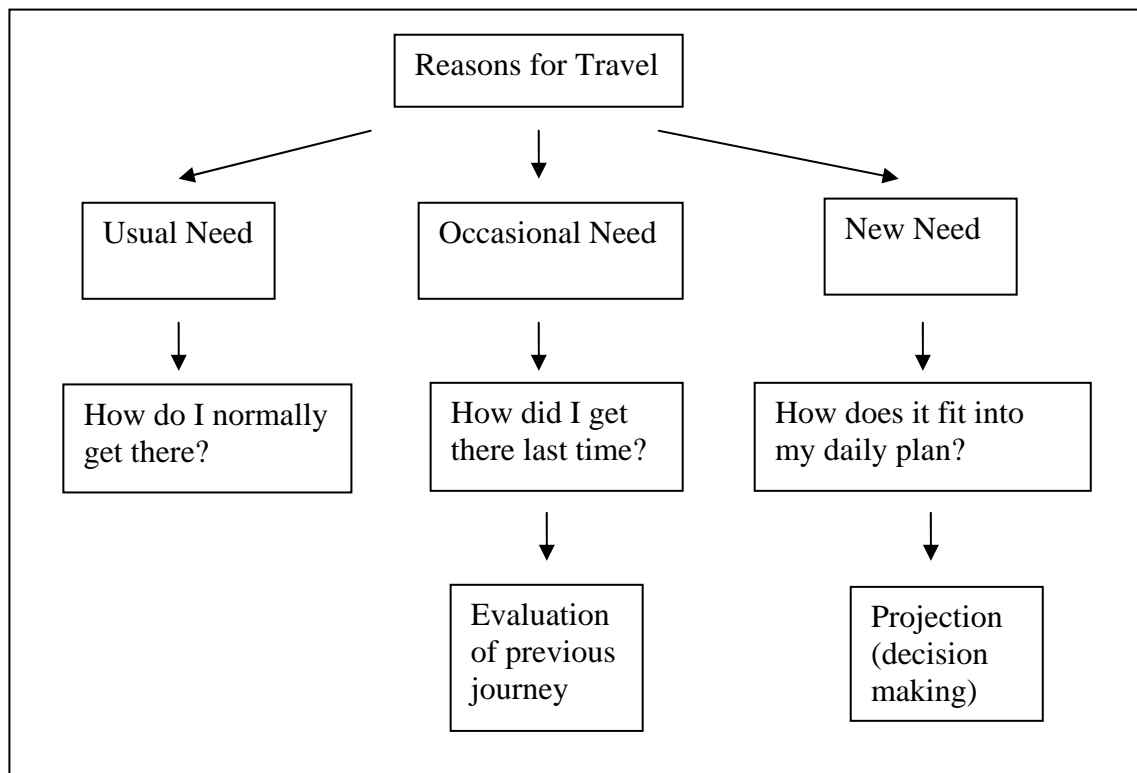 Reasons for Travel
Usual Need
Occasional Need
New Need
How do I normally
get there?
How did I get
there last time?
How does it fit into
my daily plan?
Evaluation
of previous
journey
Projection
(decision
making)